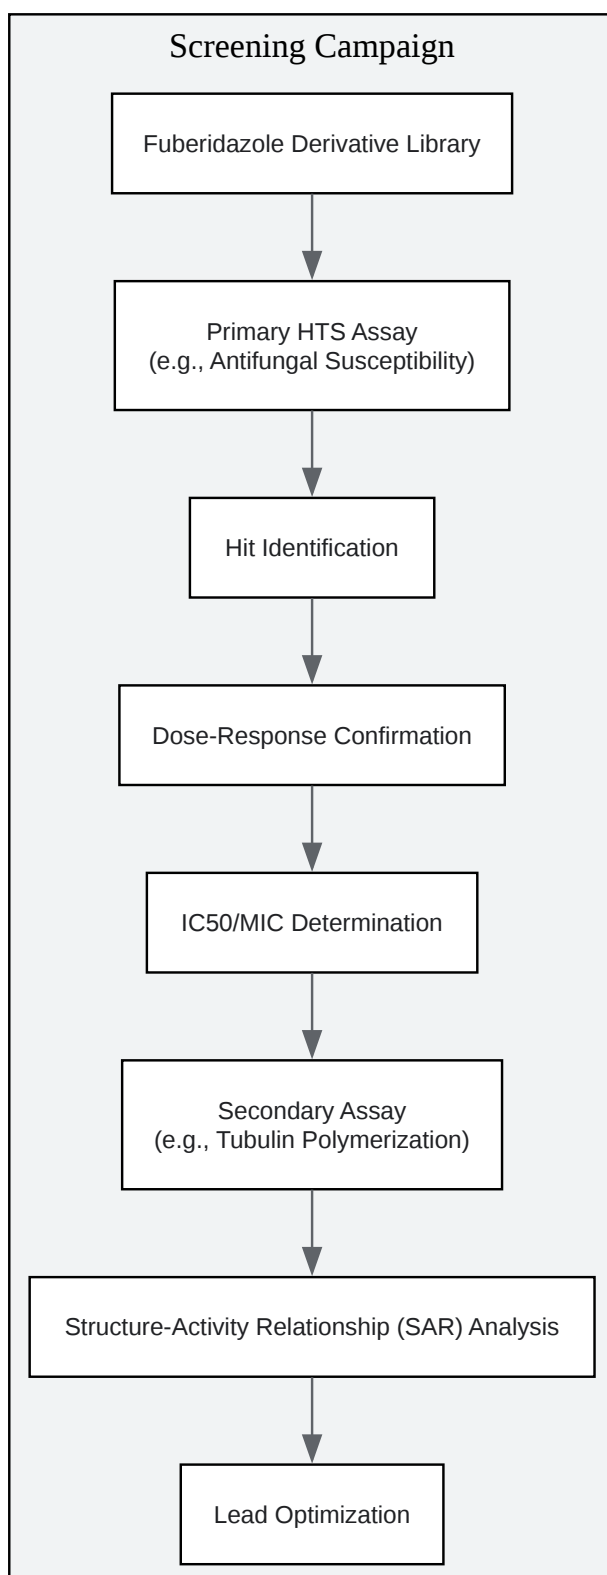 Screening Campaign
Fuberidazole Derivative Library
Primary HTS Assay
(e.g., Antifungal Susceptibility)
Hit Identification
Dose-Response Confirmation
IC50/MIC Determination
Secondary Assay
(e.g., Tubulin Polymerization)
Structure-Activity Relationship (SAR) Analysis
Lead Optimization